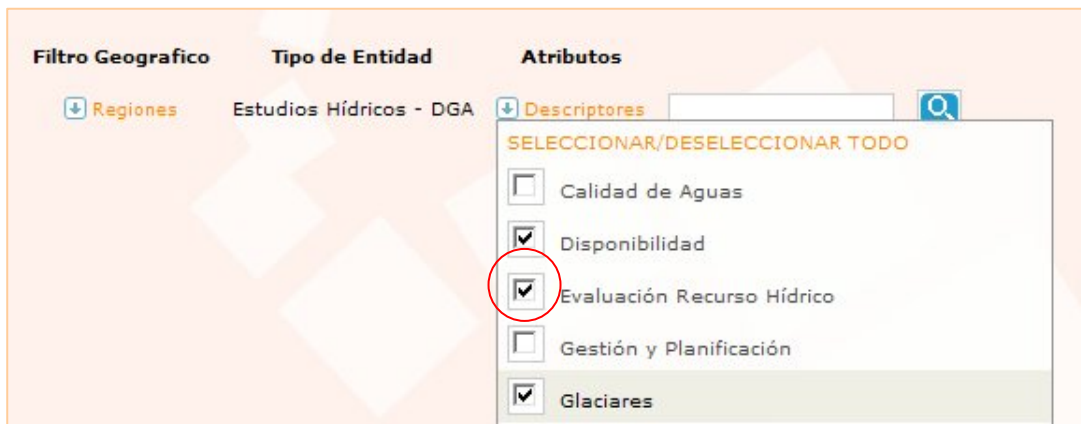 Filtro Geografico Tipo de Entidad Atributos
Regiones Estudios Hídricos - DGA Descriptores
SELECCIONAR/DESELECCIONAR TODO
Calidad de Aguas
Disponibilidad
Evaluación Recurso Hídrico
Gestión y Planificación
Glaciares